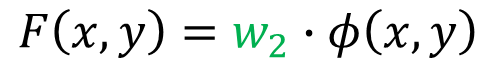 F(x, y) = w₂ · ϕ(x, y)